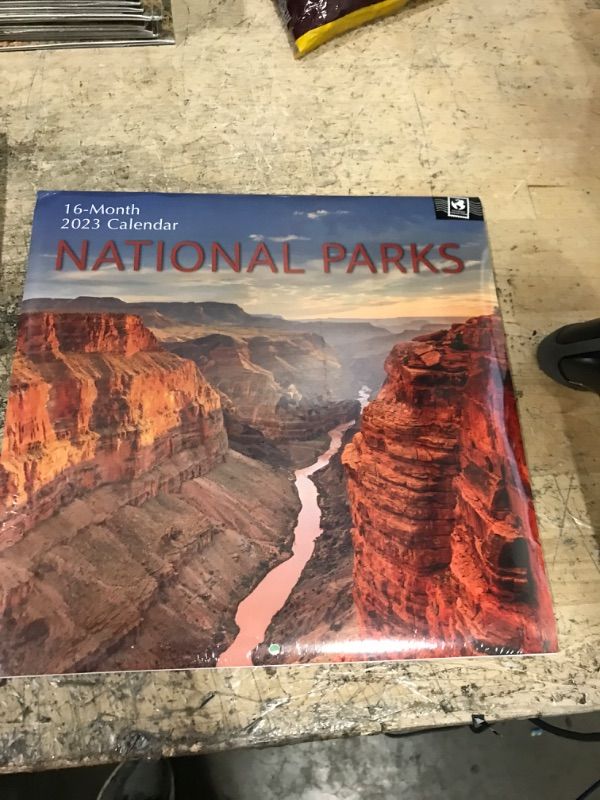 16-Month
2023 Calendar
NATIONAL PARKS